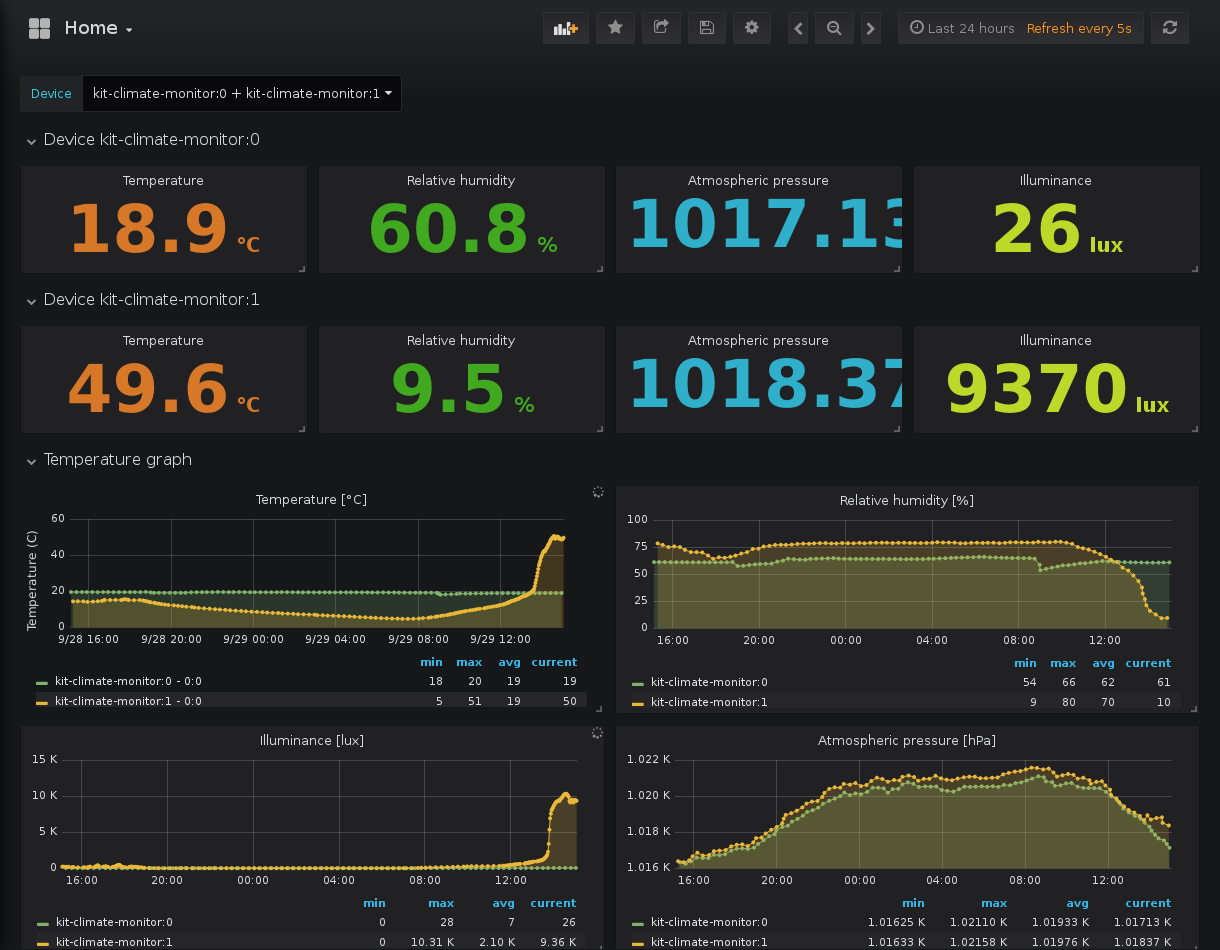 Home
Last 24 hours Refresh every 5s
Device kit-climate-monitor:0 + kit-climate-monitor:1
Device kit-climate-monitor:0
Temperature Relative humidity Atmospheric pressure Illuminance
18.9 °C 60.8 % 1017.13 26 lux
Device kit-climate-monitor:1
Temperature Relative humidity Atmospheric pressure Illuminance
49.6 °C 9.5 % 1018.37 9370 lux
Temperature graph
Temperature [°C]
Temperature (C)
60
40
20
0
9/28 16:00 9/28 20:00 9/29 00:00 9/29 04:00 9/29 08:00 9/29 12:00
min max avg current
kit-climate-monitor:0 - 0:0 18 20 19 19
kit-climate-monitor:1 - 0:0 5 51 19 50
Relative humidity [%]
100
75
50
25
0
16:00 20:00 00:00 04:00 08:00 12:00
min max avg current
kit-climate-monitor:0 54 66 62 61
kit-climate-monitor:1 9 80 70 10
Illuminance [lux]
15 K
10 K
5 K
0
16:00 20:00 00:00 04:00 08:00 12:00
min max avg current
kit-climate-monitor:0 0 28 7 26
kit-climate-monitor:1 0 10.31 K 2.10 K 9.36 K
Atmospheric pressure [hPa]
1.022 K
1.020 K
1.018 K
1.016 K
16:00 20:00 00:00 04:00 08:00 12:00
min max avg current
kit-climate-monitor:0 1.01625 K 1.02110 K 1.01933 K 1.01713 K
kit-climate-monitor:1 1.01633 K 1.02158 K 1.01976 K 1.01837 K